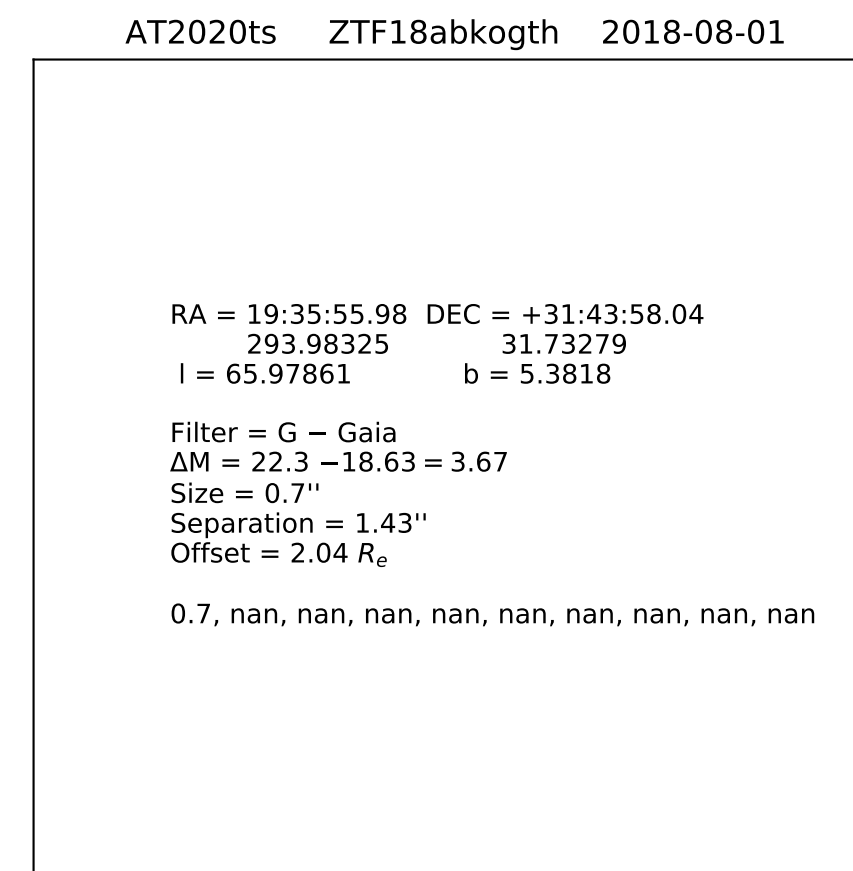 AT2020ts ZTF18abkogth 2018-08-01
RA = 19:35:55.98 DEC = +31:43:58.04
293.98325 31.73279
l = 65.97861 b = 5.3818
Filter = G − Gaia
ΔM = 22.3 −18.63 = 3.67
Size = 0.7''
Separation = 1.43''
Offset = 2.04 Rₑ
0.7, nan, nan, nan, nan, nan, nan, nan, nan, nan